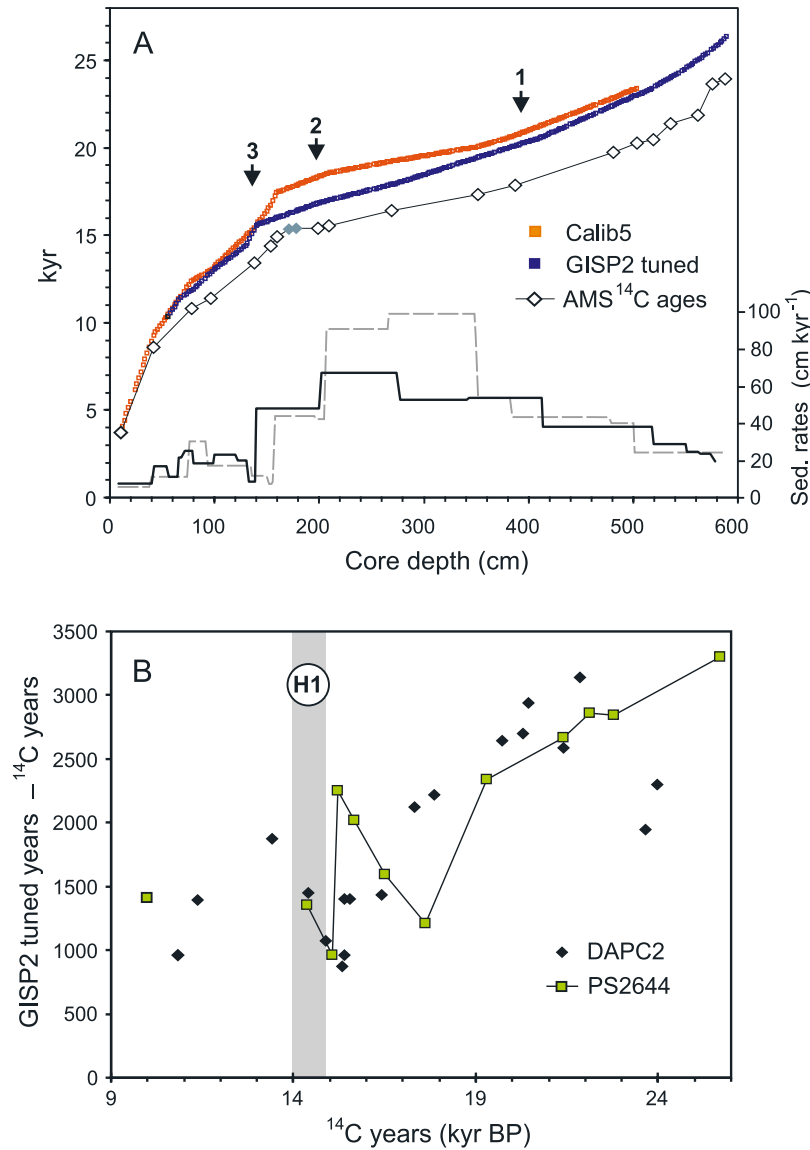 A
25
20
15
10
5
0
kyr
1
2
3
Calib5
GISP2 tuned
AMS ¹⁴C ages
100
80
60
40
20
0
Sed. rates (cm kyr⁻¹)
0 100 200 300 400 500 600
Core depth (cm)
B
3500
3000
2500
2000
1500
1000
500
0
GISP2 tuned years – ¹⁴C years
H1
DAPC2
PS2644
9 14 19 24
¹⁴C years (kyr BP)